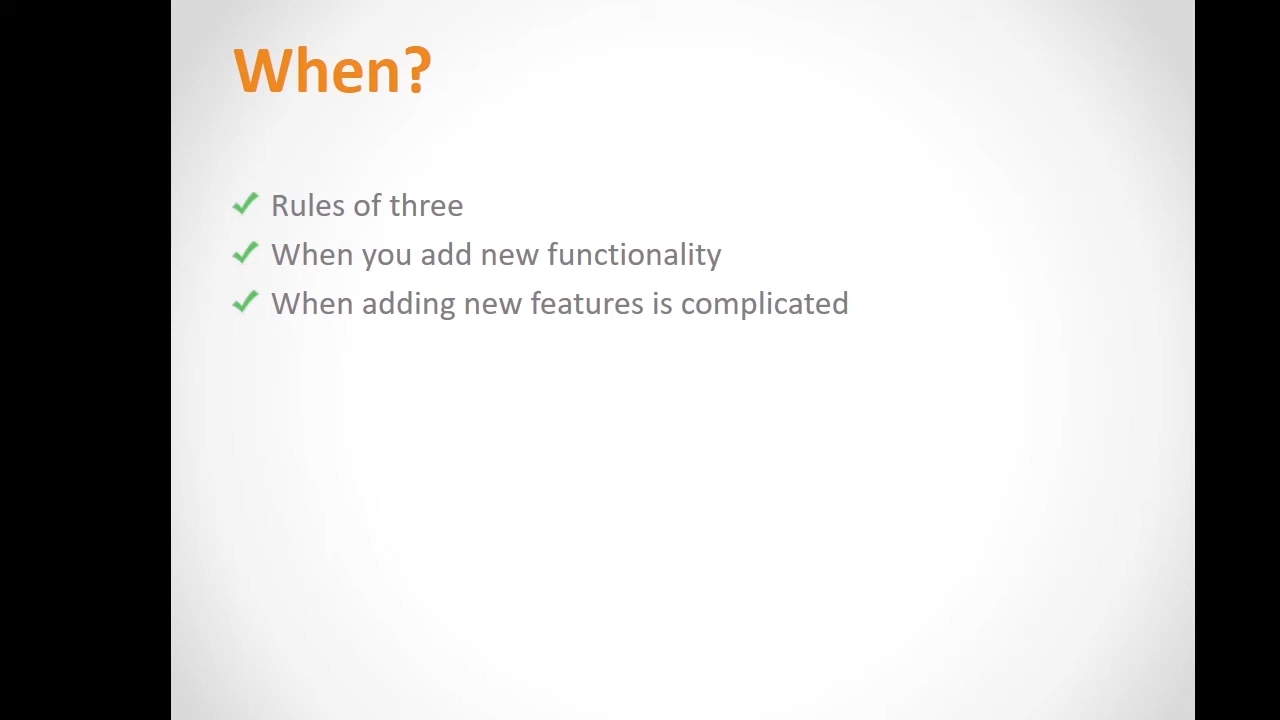 When?
Rules of three
When you add new functionality
When adding new features is complicated